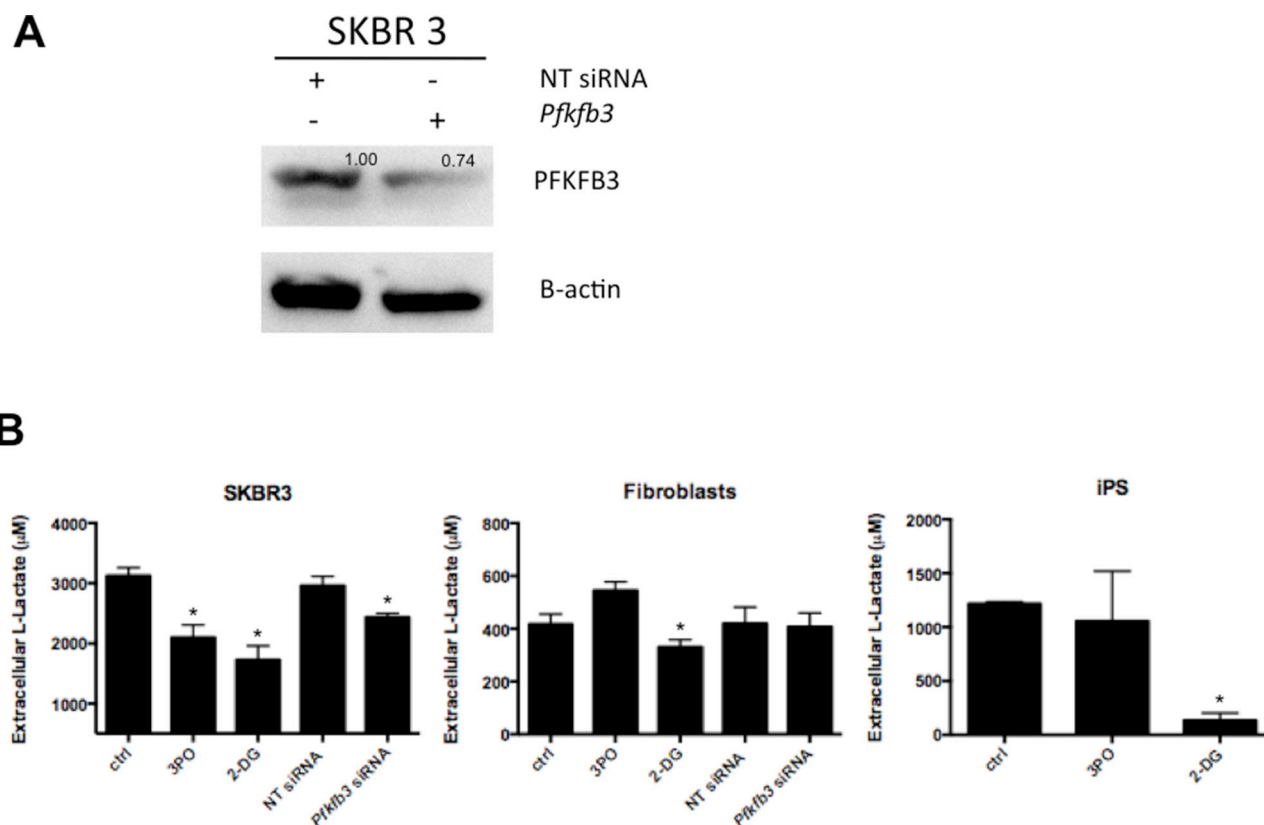 A
SKBR 3
+ - NT siRNA
- + Pfkfb3
1.00 0.74
PFKFB3
B-actin
B
SKBR3
Extracellular L-Lactate (μM)
4000
3000
2000
1000
* * *
ctrl 3PO 2-DG NT siRNA Pfkfb3 siRNA
Fibroblasts
Extracellular L-Lactate (μM)
800
600
400
200
0
*
ctrl 3PO 2-DG NT siRNA Pfkfb3 siRNA
iPS
Extracellular L-Lactate (μM)
2000
1500
1000
500
0
*
ctrl 3PO 2-DG